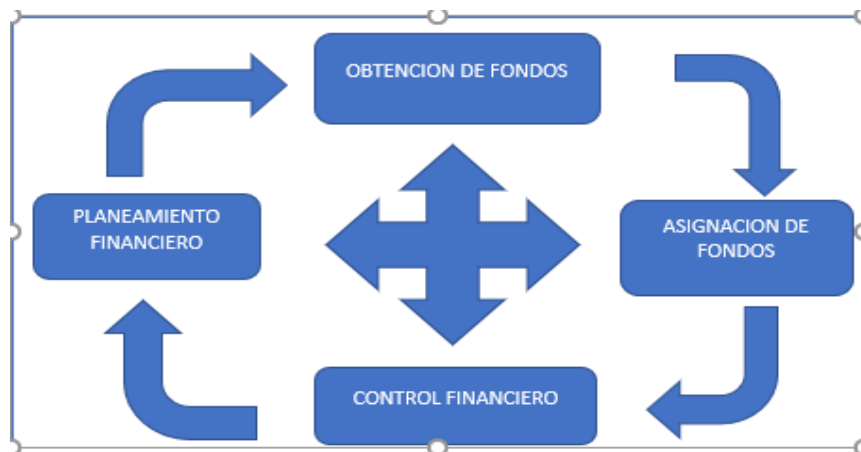 OBTENCION DE FONDOS
PLANEAMIENTO
FINANCIERO
ASIGNACION DE
FONDOS
CONTROL FINANCIERO